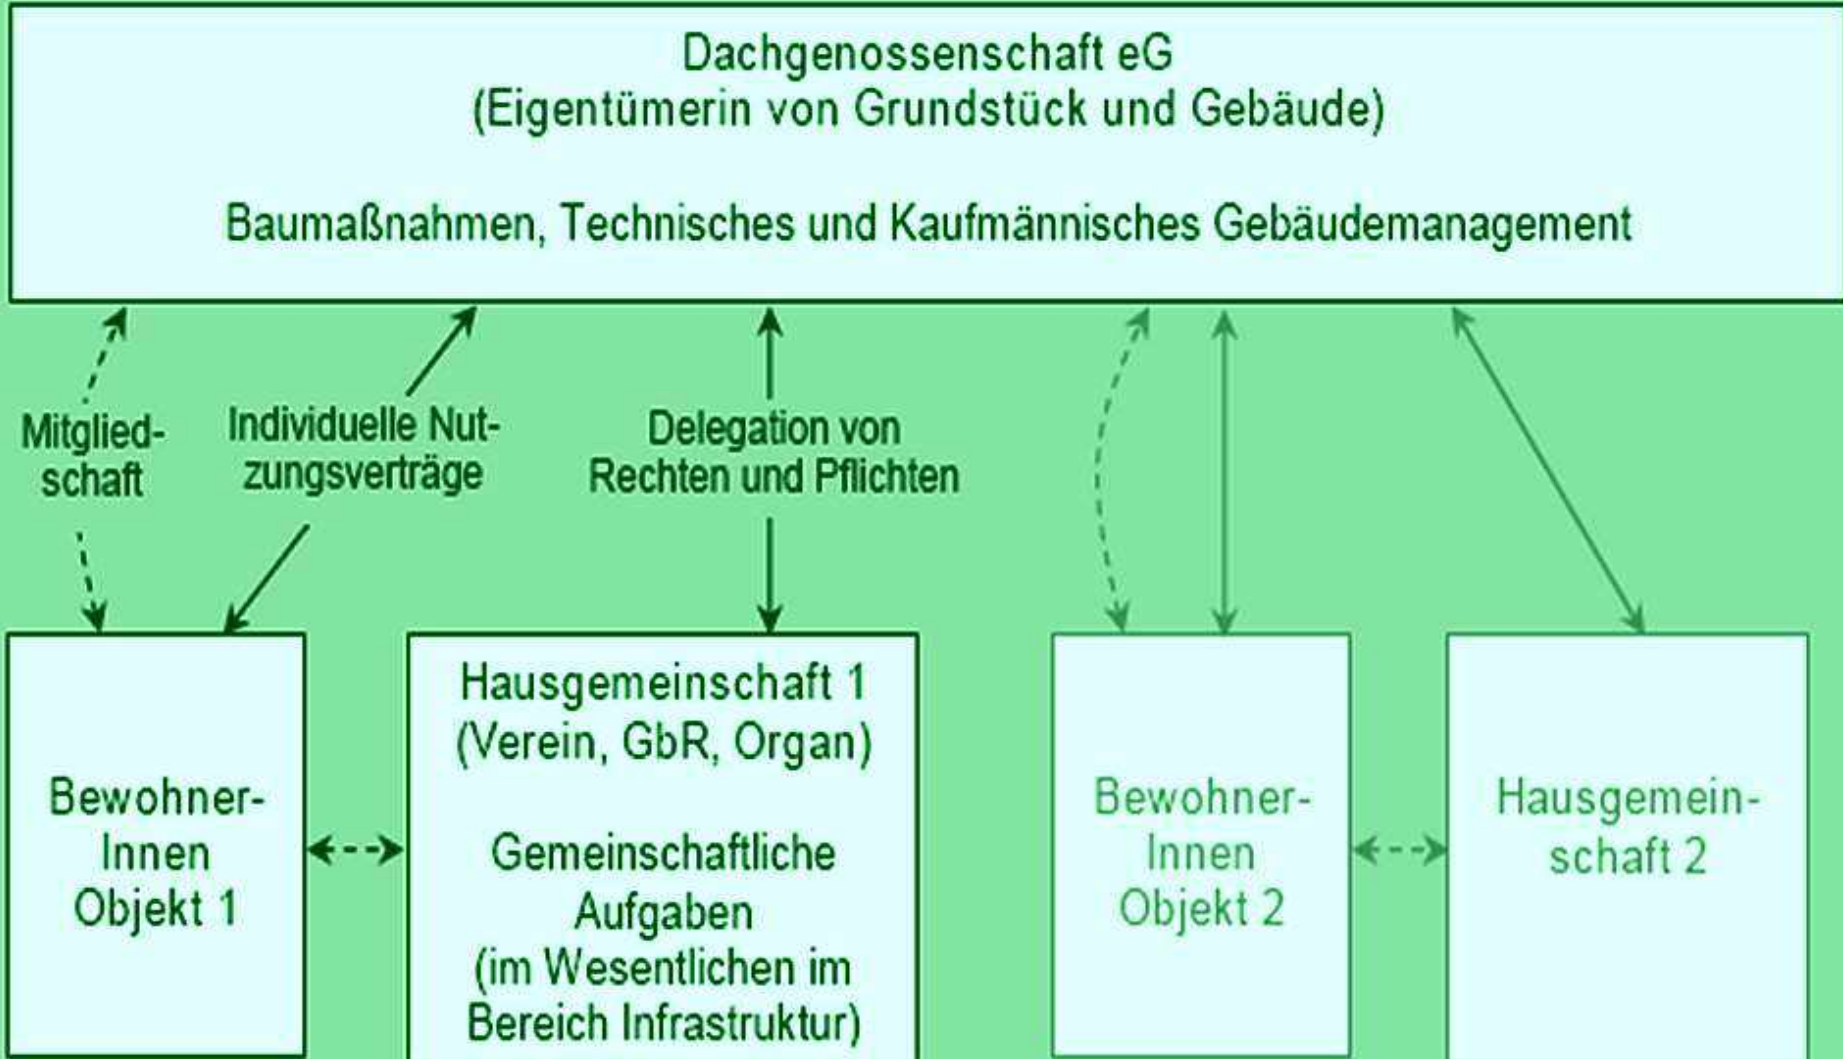 Dachgenossenschaft eG
(Eigentümerin von Grundstück und Gebäude)
Baumaßnahmen, Technisches und Kaufmännisches Gebäudemanagement
Mitglied-
schaft
Individuelle Nut-
zungsverträge
Delegation von
Rechten und Pflichten
Bewohner-
Innen
Objekt 1
Hausgemeinschaft 1
(Verein, GbR, Organ)
Gemeinschaftliche
Aufgaben
(im Wesentlichen im
Bereich Infrastruktur)
Bewohner-
Innen
Objekt 2
Hausgemein-
schaft 2